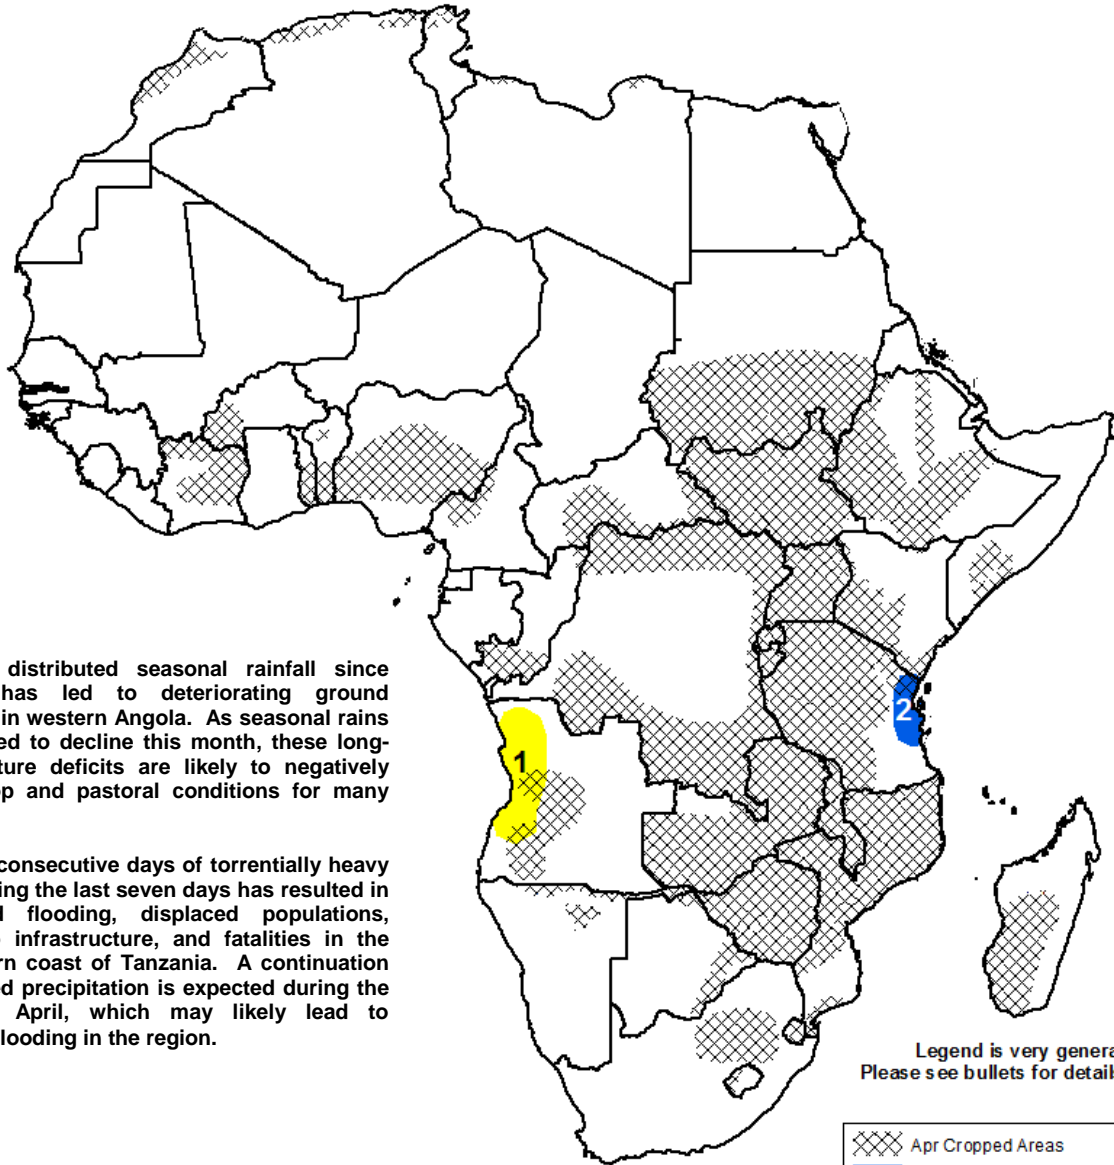 distributed seasonal rainfall since
has led to deteriorating ground
in western Angola. As seasonal rains
ed to decline this month, these long-
ture deficits are likely to negatively
op and pastoral conditions for many
consecutive days of torrentially heavy
ing the last seven days has resulted in
d flooding, displaced populations,
infrastructure, and fatalities in the
rn coast of Tanzania. A continuation
ed precipitation is expected during the
April, which may likely lead to
looding in the region.
1
2
Legend is very genera
Please see bullets for detail
Apr Cropped Areas